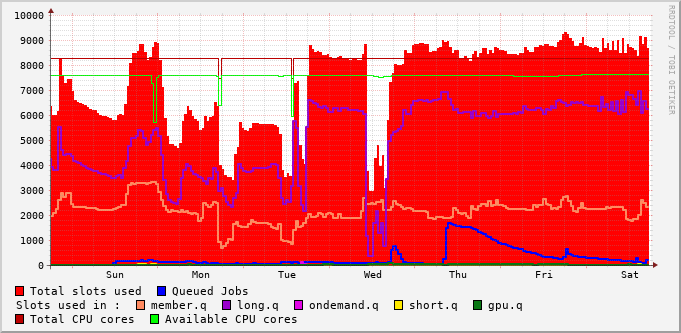 10000
9000
8000
7000
6000
5000
4000
3000
2000
1000
0
Sun Mon Tue Wed Thu Fri Sat
RRDTOOL / TOBI OETIKER
Total slots used Queued Jobs
Slots used in : member.q long.q ondemand.q short.q gpu.q
Total CPU cores Available CPU cores